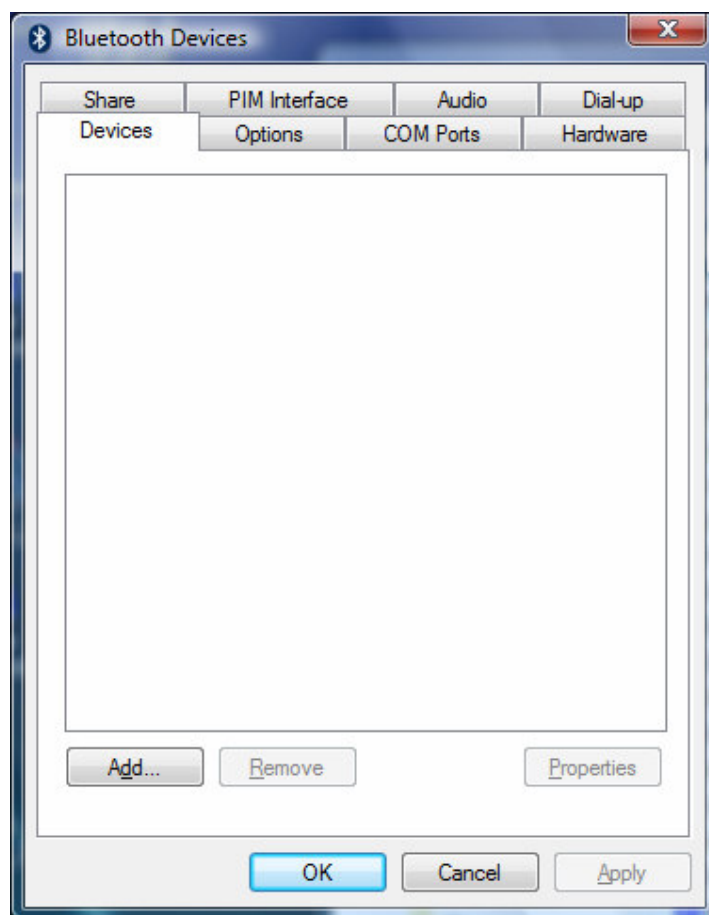 Bluetooth Devices
Share PIM Interface Audio Dial-up
Devices Options COM Ports Hardware
Add... Remove Properties
OK Cancel Apply